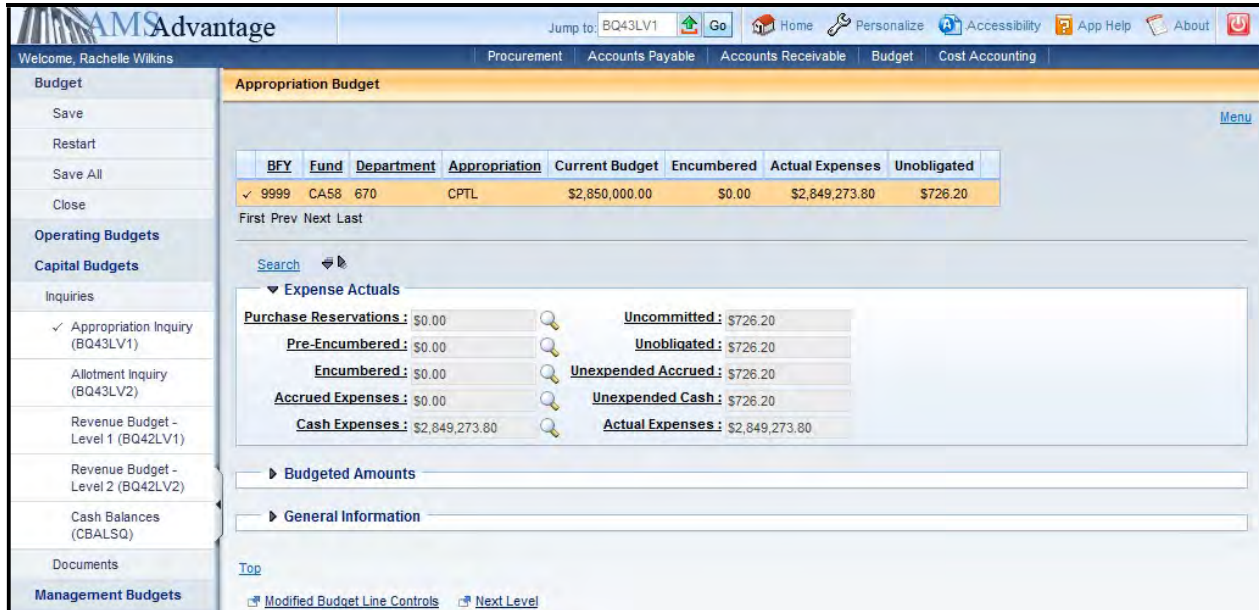 AMSAdvantage
Jump to: BQ43LV1 Go Home Personalize Accessibility App Help About
Welcome, Rachelle Wilkins
Procurement Accounts Payable Accounts Receivable Budget Cost Accounting
Budget
Save
Restart
Save All
Close
Operating Budgets
Capital Budgets
Inquiries
✓ Appropriation Inquiry
(BQ43LV1)
Allotment Inquiry
(BQ43LV2)
Revenue Budget -
Level 1 (BQ42LV1)
Revenue Budget -
Level 2 (BQ42LV2)
Cash Balances
(CBALSQ)
Documents
Management Budgets
Appropriation Budget
Menu
BFY Fund Department Appropriation Current Budget Encumbered Actual Expenses Unobligated
✓ 9999 CA58 670 CPTL $2,850,000.00 $0.00 $2,849,273.80 $726.20
First Prev Next Last
Search
Expense Actuals
Purchase Reservations : $0.00 Uncommitted : $726.20
Pre-Encumbered : $0.00 Unobligated : $726.20
Encumbered : $0.00 Unexpended Accrued : $726.20
Accrued Expenses : $0.00 Unexpended Cash : $726.20
Cash Expenses : $2,849,273.80 Actual Expenses : $2,849,273.80
Budgeted Amounts
General Information
Top
Modified Budget Line Controls Next Level